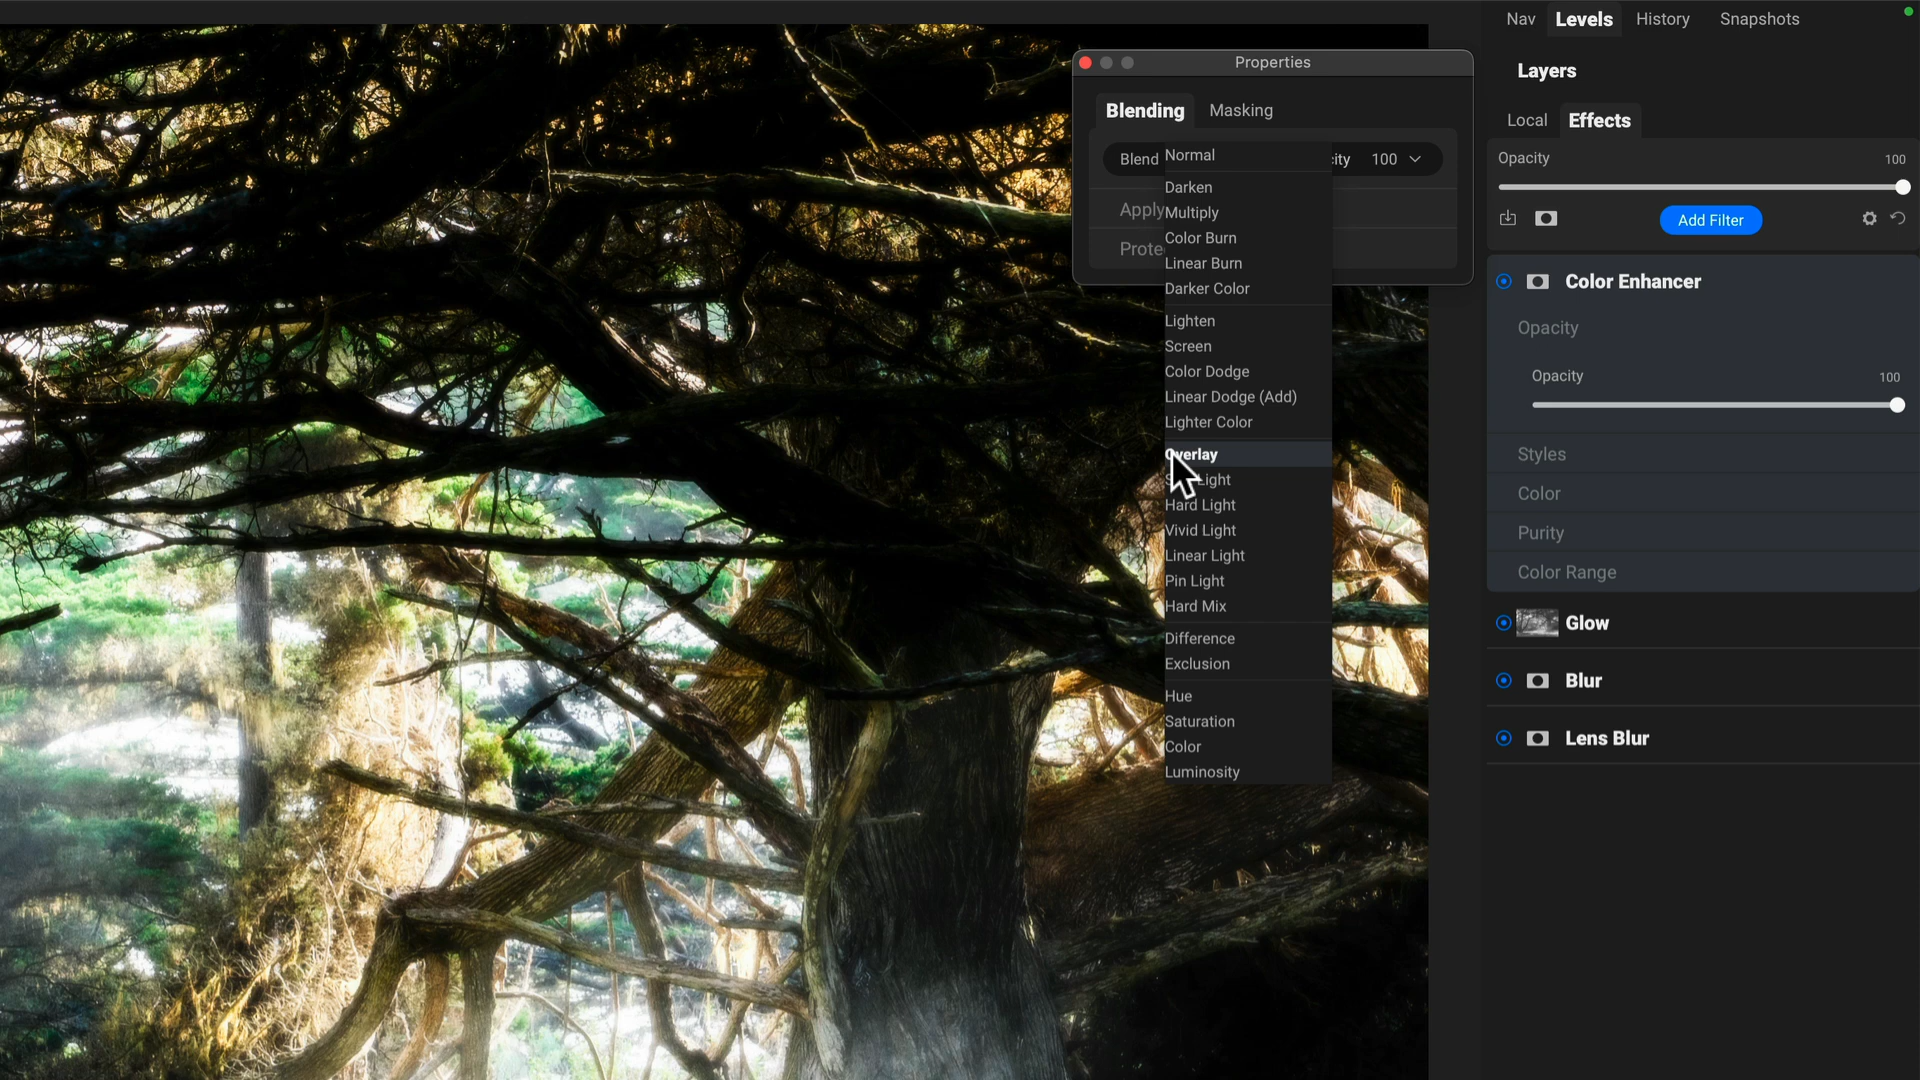 Nav Levels History Snapshots
Properties
Layers
Blending Masking
Local Effects
Blend
Normal
100
Opacity 100
Darken
Apply
Multiply
Add Filter
Color Burn
Linear Burn
Darker Color
Lighten
Screen
Color Dodge
Linear Dodge (Add)
Lighter Color
Overlay
Light
Hard Light
Vivid Light
Linear Light
Pin Light
Hard Mix
Difference
Exclusion
Hue
Saturation
Color
Luminosity
Color Enhancer
Opacity
Opacity 100
Styles
Color
Purity
Color Range
Glow
Blur
Lens Blur